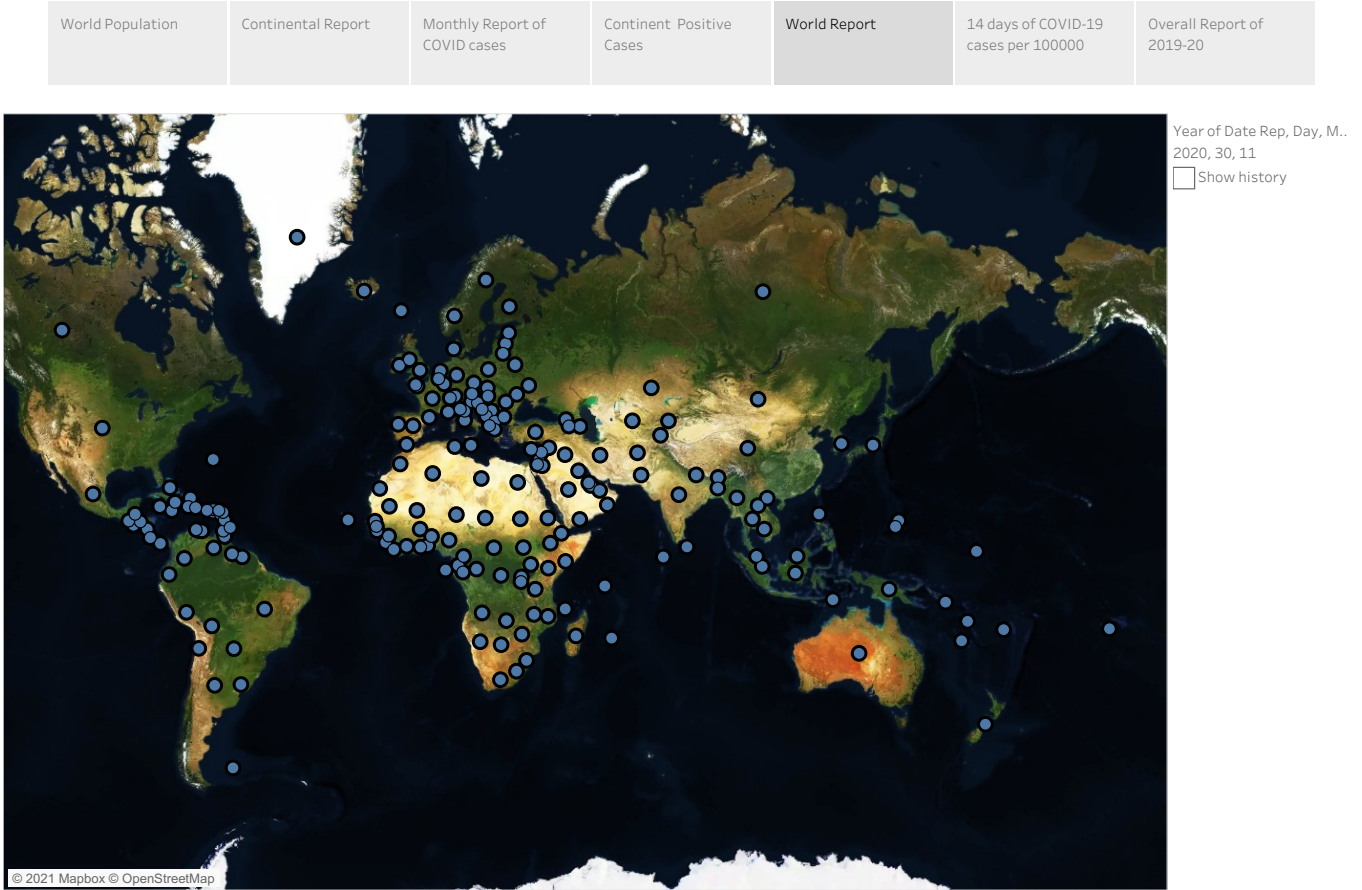 World Population
Continental Report
Monthly Report of
COVID cases
Continent  Positive
Cases
World Report
14 days of COVID-19
cases per 100000
Overall Report of
2019-20
Year of Date Rep, Day, M..
2020, 30, 11
Show history
© 2021 Mapbox © OpenStreetMap